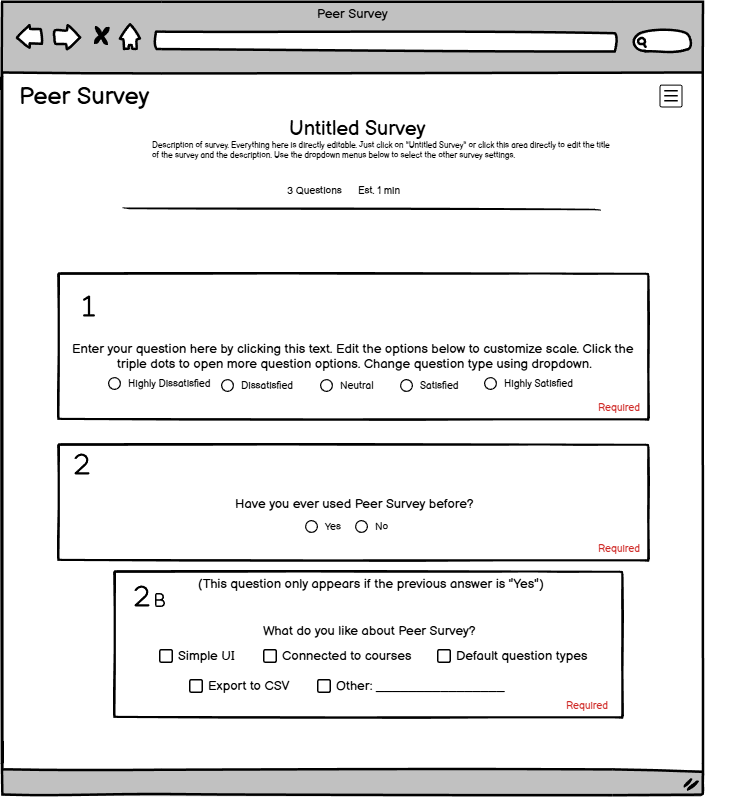 Peer Survey
Peer Survey
Untitled Survey
Description of survey. Everything here is directly editable. Just click on "Untitled Survey" or click this area directly to edit the title
of the survey and the description. Use the dropdown menus below to select the other survey settings.
3 Questions Est. 1 min
1
Enter your question here by clicking this text. Edit the options below to customize scale. Click the
triple dots to open more question options. Change question type using dropdown.
Highly Dissatisfied Dissatisfied Neutral Satisfied Highly Satisfied
Required
2
Have you ever used Peer Survey before?
Yes No
Required
(This question only appears if the previous answer is "Yes")
2B
What do you like about Peer Survey?
Simple UI Connected to courses Default question types
Export to CSV Other: ____________________
Required